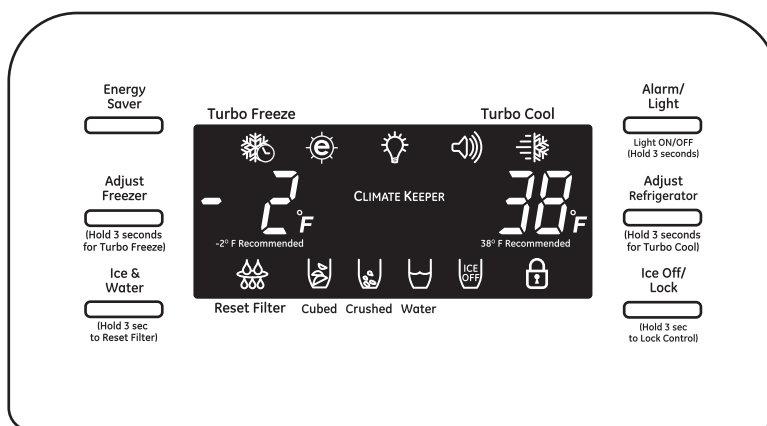 Energy
Saver
Adjust
Freezer
(Hold 3 seconds
for Turbo Freeze)
Ice &
Water
(Hold 3 sec
to Reset Filter)
Turbo Freeze
Turbo Cool
e
CLIMATE KEEPER
-2°F
38°F
-2° F Recommended
38° F Recommended
ICE
OFF
Reset Filter
Cubed
Crushed
Water
Alarm/
Light
Light ON/OFF
(Hold 3 seconds)
Adjust
Refrigerator
(Hold 3 seconds
for Turbo Cool)
Ice Off/
Lock
(Hold 3 sec
to Lock Control)